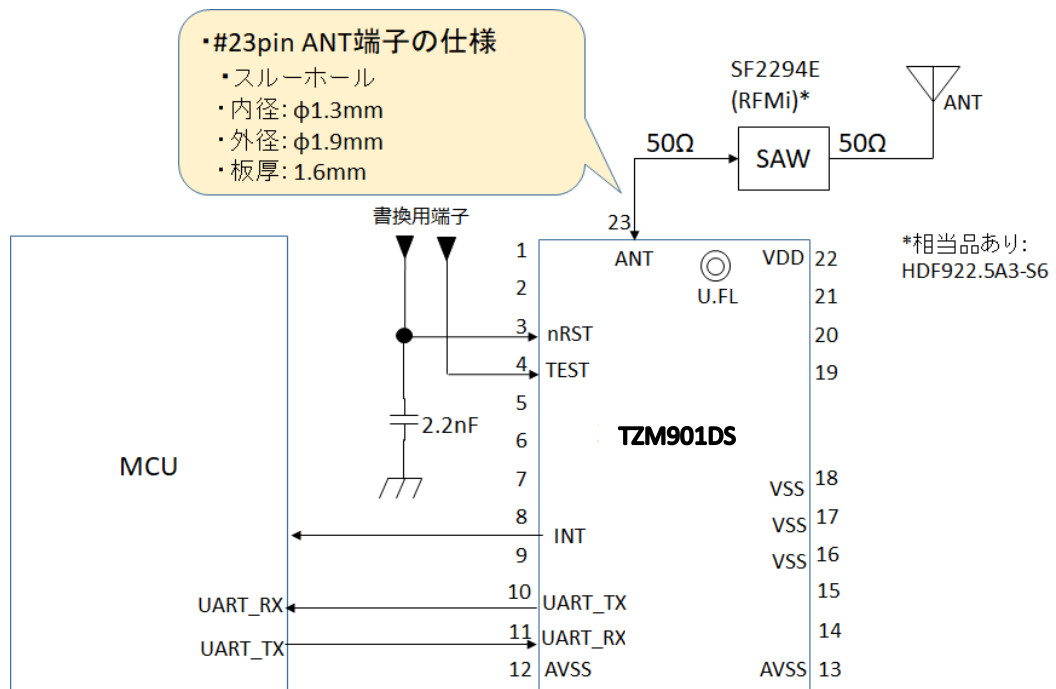 ・#23pin ANT端子の仕様
・スルーホール
・内径: φ1.3mm
・外径: φ1.9mm
・板厚: 1.6mm
SF2294E
(RFMi)*
ANT
50Ω
SAW
50Ω
書換用端子
23
*相当品あり:
HDF922.5A3-S6
1
ANT
U.FL
VDD
22
2
21
3
nRST
20
4
TEST
19
5
2.2nF
6
TZM901DS
MCU
7
VSS
18
8
INT
VSS
17
9
VSS
16
10
UART_RX
UART_TX
15
11
UART_TX
UART_RX
14
12
AVSS
AVSS
13